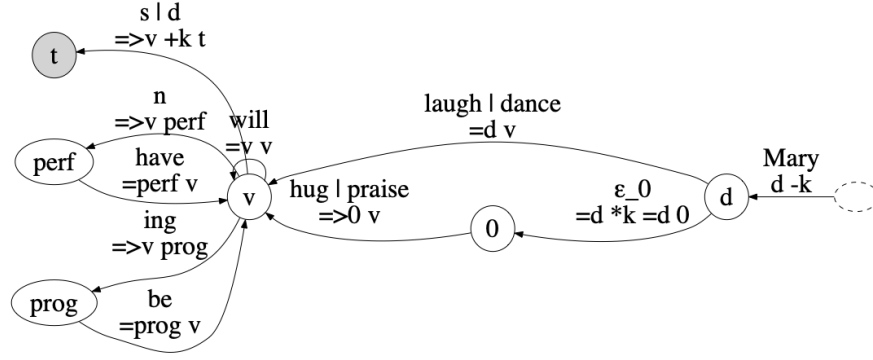 s | d
=>v +k t
t
n
=>v perf
will
=v v
perf
have
=perf v
laugh | dance
=d v
Mary
d -k
v
hug | praise
=>0 v
ε_0
=d *k =d 0
d
0
ing
=>v prog
prog
be
=prog v